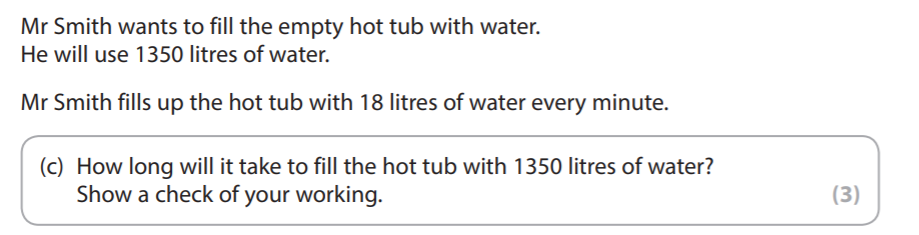 Mr Smith wants to fill the empty hot tub with water.
He will use 1350 litres of water.
Mr Smith fills up the hot tub with 18 litres of water every minute.
(c) How long will it take to fill the hot tub with 1350 litres of water?
Show a check of your working.
(3)